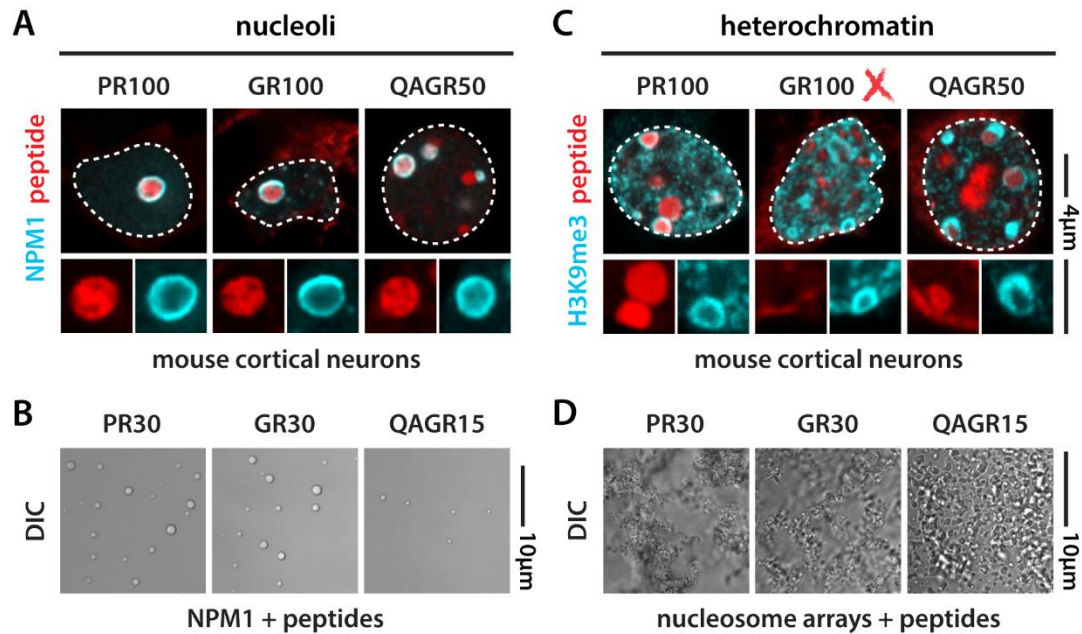 A
nucleoli
PR100 GR100 QAGR50
NPM1 peptide
mouse cortical neurons
B
PR30 GR30 QAGR15
DIC
10μm
NPM1 + peptides
C
heterochromatin
PR100 GR100 X QAGR50
H3K9me3 peptide
4μm
mouse cortical neurons
D
PR30 GR30 QAGR15
DIC
10μm
nucleosome arrays + peptides